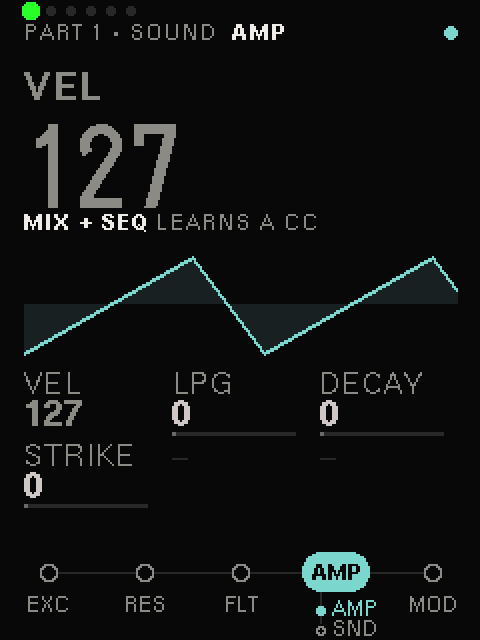 PART 1 · SOUND AMP
VEL
127
MIX + SEQ LEARNS A CC
VEL LPG DECAY
127 0 0
STRIKE – –
0
AMP
EXC RES FLT AMP MOD
SND